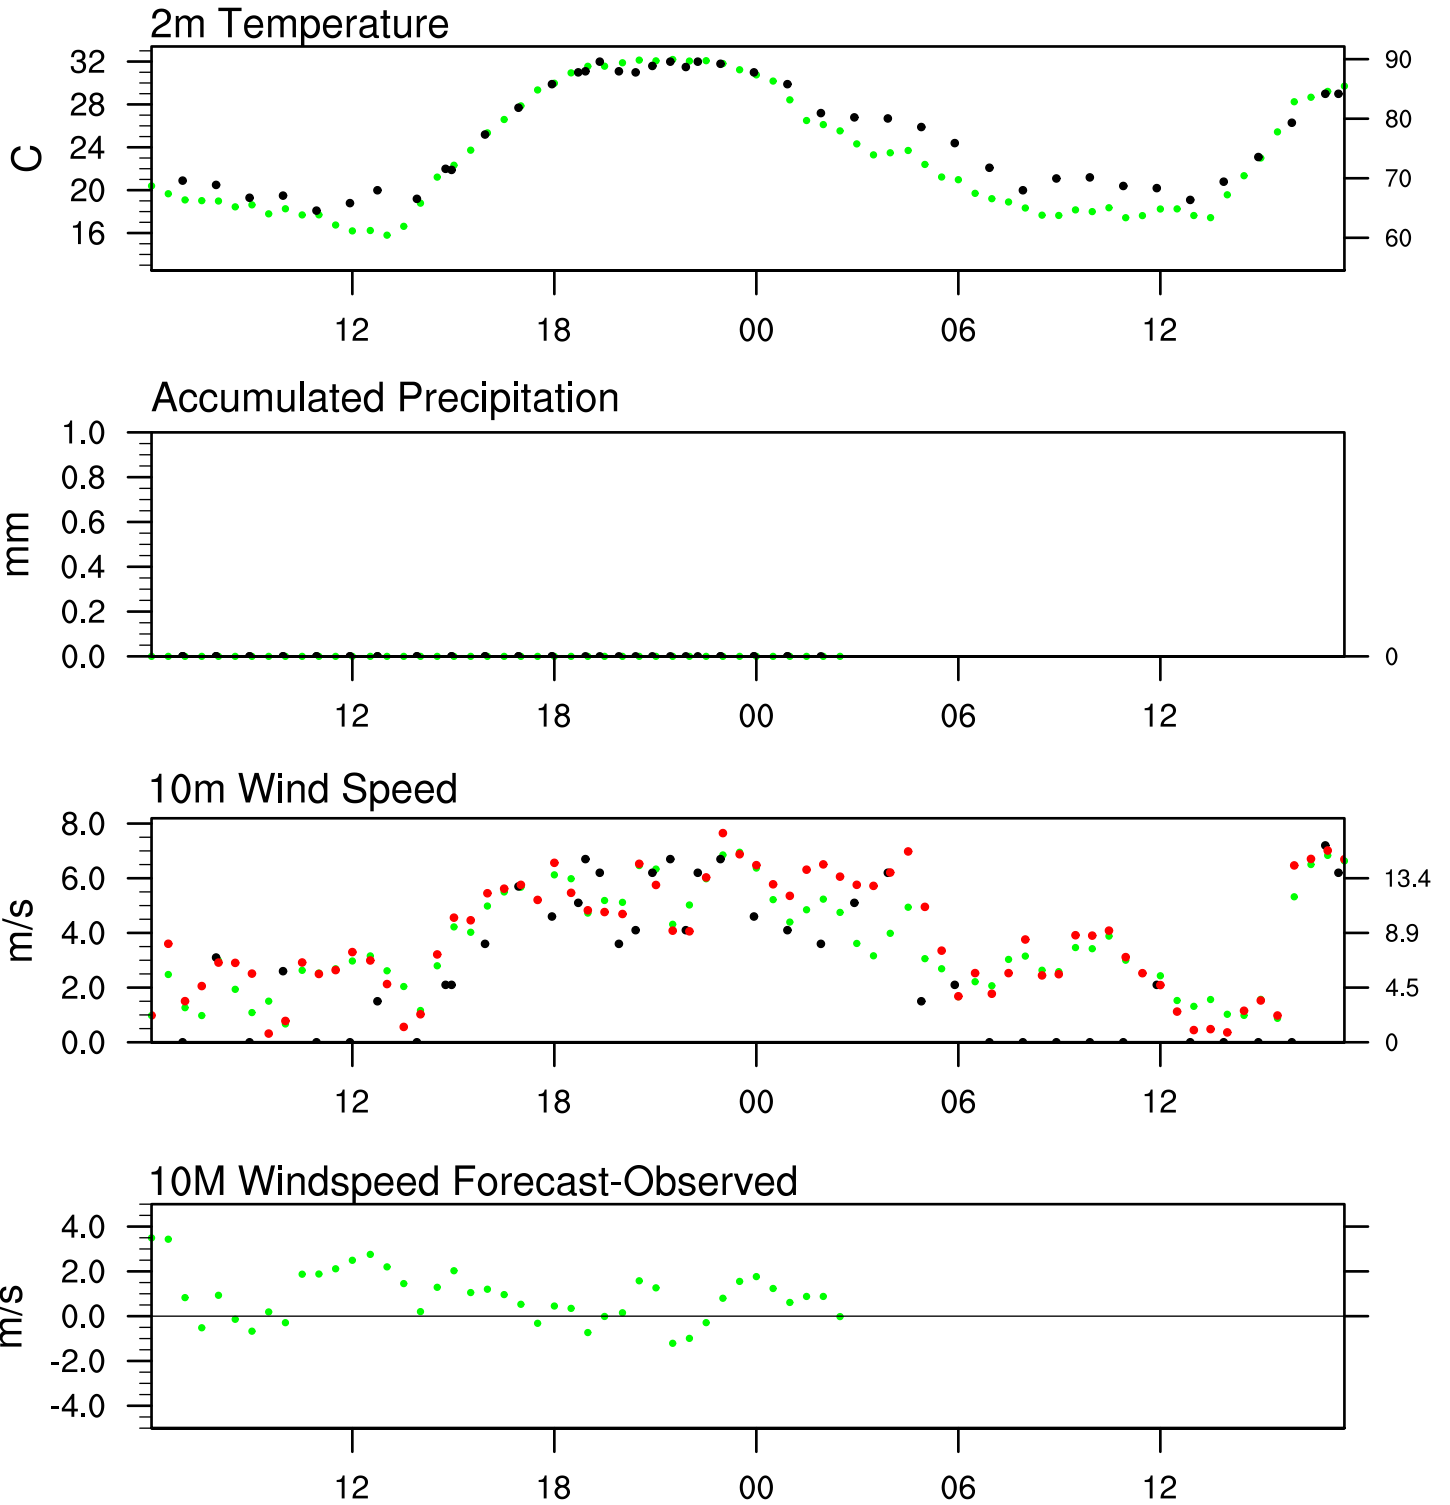 2m Temperature
32
28
24
20
16
C
90
80
70
60
12 18 00 06 12
Accumulated Precipitation
1.0
0.8
0.6
0.4
0.2
0.0
mm
0
12 18 00 06 12
10m Wind Speed
8.0
6.0
4.0
2.0
0.0
m/s
13.4
8.9
4.5
0
12 18 00 06 12
10M Windspeed Forecast-Observed
4.0
2.0
0.0
-2.0
-4.0
m/s
12 18 00 06 12